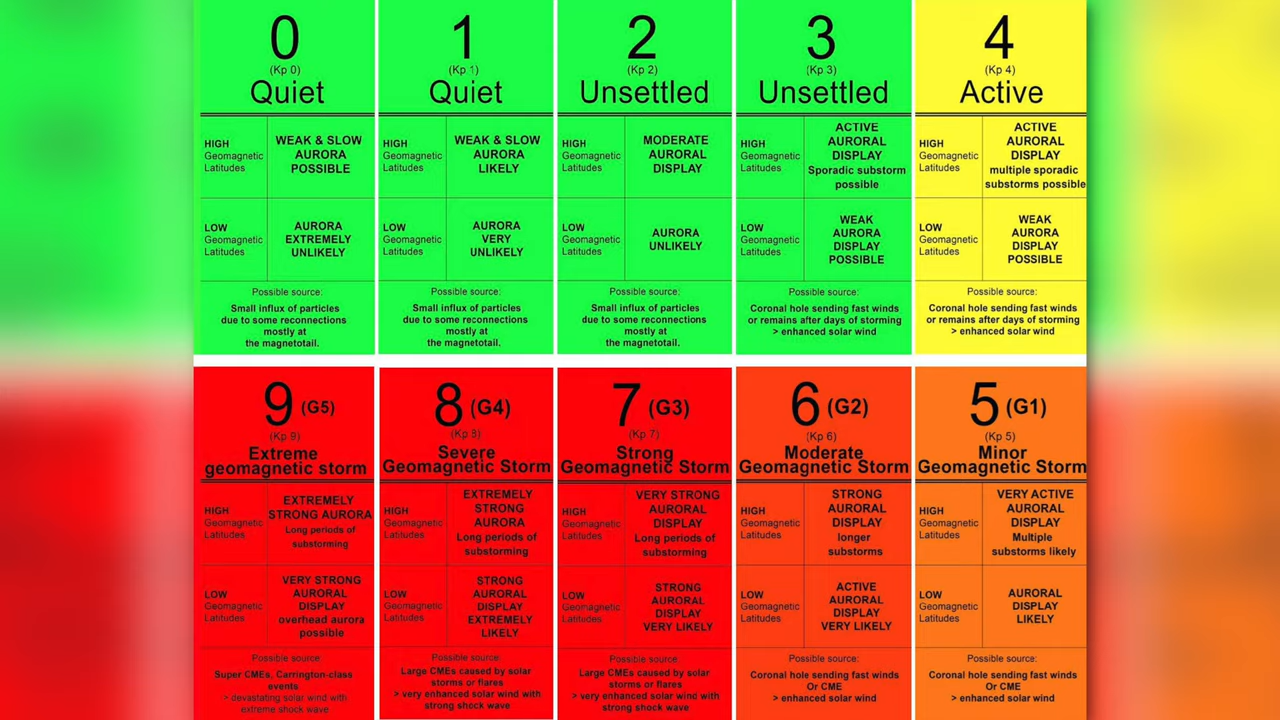 0
(Kp 0)
Quiet
HIGH
Geomagnetic
Latitudes
WEAK & SLOW
AURORA
POSSIBLE
LOW
Geomagnetic
Latitudes
AURORA
EXTREMELY
UNLIKELY
Possible source:
Small influx of particles
due to some reconnections
mostly at
the magnetotail.
1
(Kp 1)
Quiet
HIGH
Geomagnetic
Latitudes
WEAK & SLOW
AURORA
LIKELY
LOW
Geomagnetic
Latitudes
AURORA
VERY
UNLIKELY
Possible source:
Small influx of particles
due to some reconnections
mostly at
the magnetotail.
2
(Kp 2)
Unsettled
HIGH
Geomagnetic
Latitudes
MODERATE
AURORAL
DISPLAY
LOW
Geomagnetic
Latitudes
AURORA
UNLIKELY
Possible source:
Small influx of particles
due to some reconnections
mostly at
the magnetotail.
3
(Kp 3)
Unsettled
HIGH
Geomagnetic
Latitudes
ACTIVE
AURORAL
DISPLAY
Sporadic substorm
possible
LOW
Geomagnetic
Latitudes
WEAK
AURORA
DISPLAY
POSSIBLE
Possible source:
Coronal hole sending fast winds
or remains after days of storming
> enhanced solar wind
4
(Kp 4)
Active
HIGH
Geomagnetic
Latitudes
ACTIVE
AURORAL
DISPLAY
multiple sporadic
substorms possible
LOW
Geomagnetic
Latitudes
WEAK
AURORA
DISPLAY
POSSIBLE
Possible source:
Coronal hole sending fast winds
or remains after days of storming
> enhanced solar wind
9 (G5)
(Kp 9)
Extreme
geomagnetic storm
HIGH
Geomagnetic
Latitudes
EXTREMELY
STRONG AURORA
Long periods of
substorming
LOW
Geomagnetic
Latitudes
VERY STRONG
AURORAL
DISPLAY
overhead aurora
possible
Possible source:
Super CMEs, Carrington-class
events
> devastating solar wind with
extreme shock wave
8 (G4)
(Kp 8)
Severe
Geomagnetic Storm
HIGH
Geomagnetic
Latitudes
EXTREMELY
STRONG
AURORA
Long periods of
substorming
LOW
Geomagnetic
Latitudes
STRONG
AURORAL
DISPLAY
EXTREMELY
LIKELY
Possible source:
Large CMEs caused by solar
storms or flares
> very enhanced solar wind with
strong shock wave
7 (G3)
(Kp 7)
Strong
Geomagnetic Storm
HIGH
Geomagnetic
Latitudes
VERY STRONG
AURORAL
DISPLAY
Long periods of
substorming
LOW
Geomagnetic
Latitudes
STRONG
AURORAL
DISPLAY
VERY LIKELY
Possible source:
Large CMEs caused by solar
storms or flares
> very enhanced solar wind with
strong shock wave
6 (G2)
(Kp 6)
Moderate
Geomagnetic Storm
HIGH
Geomagnetic
Latitudes
STRONG
AURORAL
DISPLAY
longer
substorms
LOW
Geomagnetic
Latitudes
ACTIVE
AURORAL
DISPLAY
VERY LIKELY
Possible source:
Coronal hole sending fast winds
Or CME
> enhanced solar wind
5 (G1)
(Kp 5)
Minor
Geomagnetic Storm
HIGH
Geomagnetic
Latitudes
VERY ACTIVE
AURORAL
DISPLAY
Multiple
substorms likely
LOW
Geomagnetic
Latitudes
AURORAL
DISPLAY
LIKELY
Possible source:
Coronal hole sending fast winds
Or CME
> enhanced solar wind